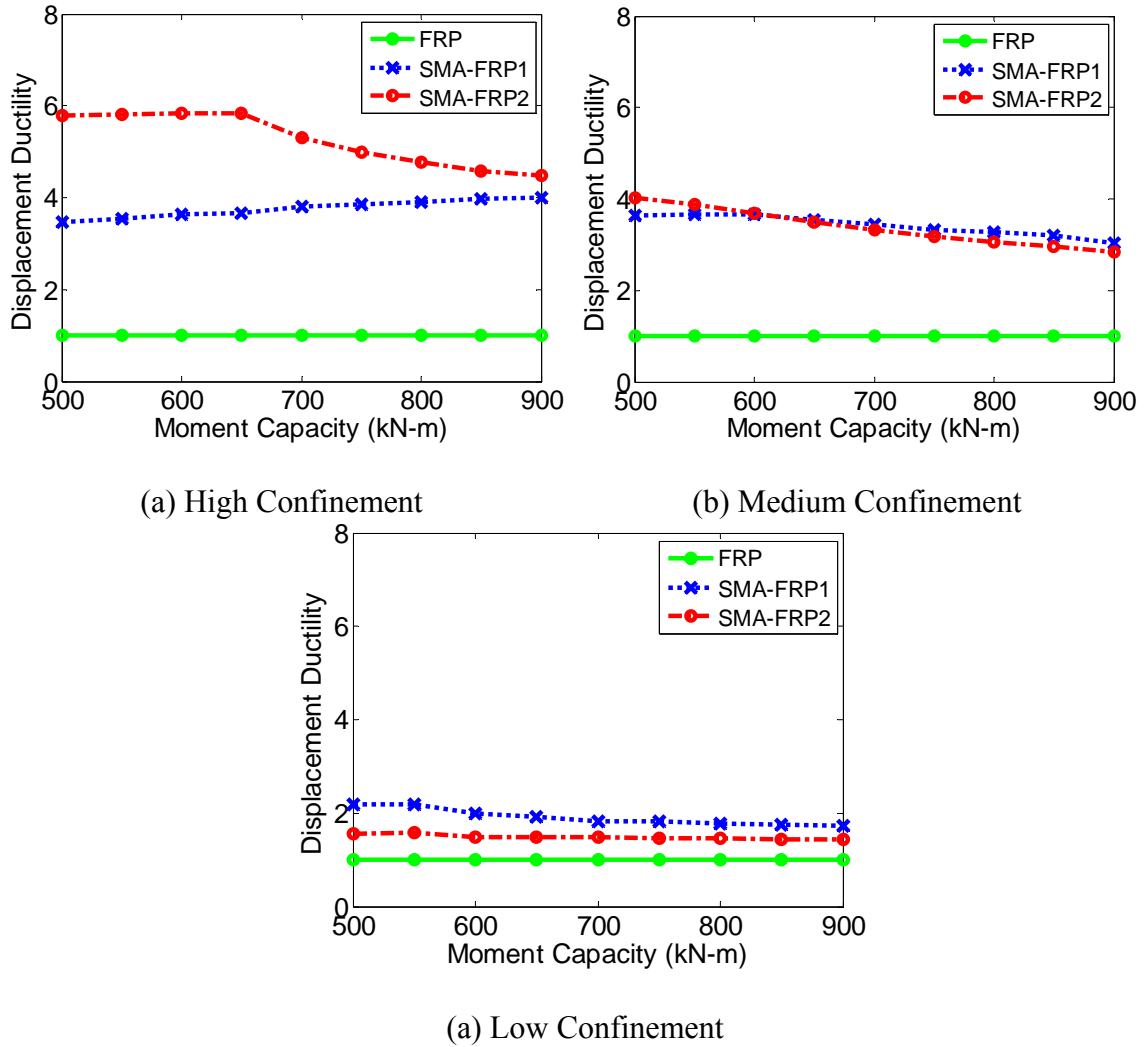 8
6
4
2
0
500
600
700
800
900
Displacement Ductility
Moment Capacity (kN-m)
FRP
SMA-FRP1
SMA-FRP2
(a) High Confinement
8
6
4
2
0
500
600
700
800
900
Displacement Ductility
Moment Capacity (kN-m)
FRP
SMA-FRP1
SMA-FRP2
(b) Medium Confinement
8
6
4
2
0
500
600
700
800
900
Displacement Ductility
Moment Capacity (kN-m)
FRP
SMA-FRP1
SMA-FRP2
(a) Low Confinement